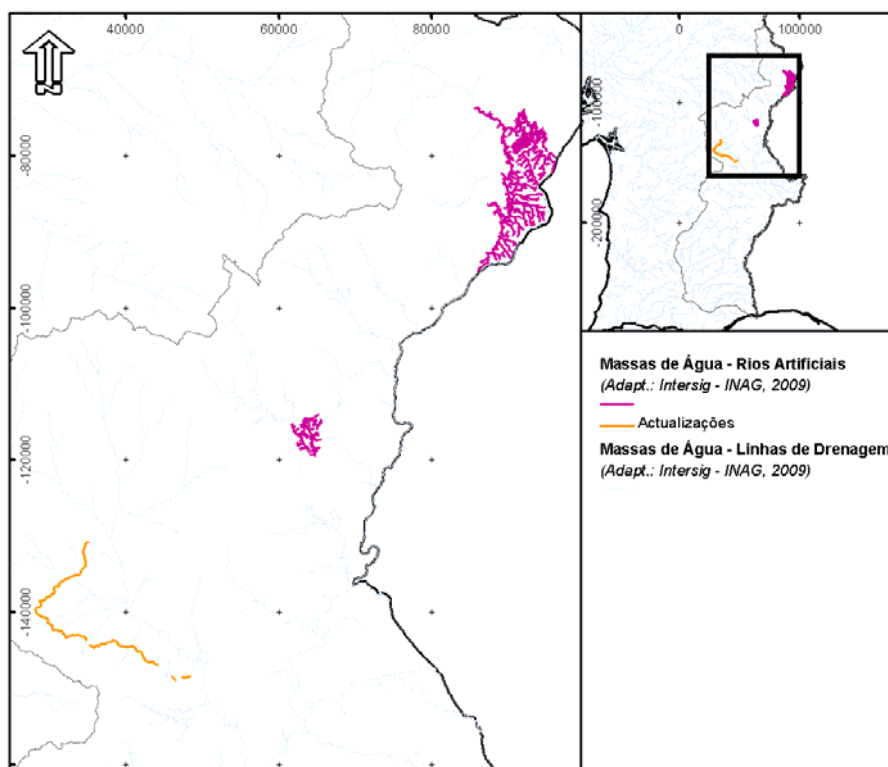 40000 60000 80000
-80000
-100000
-120000
-140000
N
0 100000
-100000
-200000
Massas de Água - Rios Artificiais
(Adapt.: Intersig - INAG, 2009)
Actualizações
Massas de Água - Linhas de Drenagem
(Adapt.: Intersig - INAG, 2009)